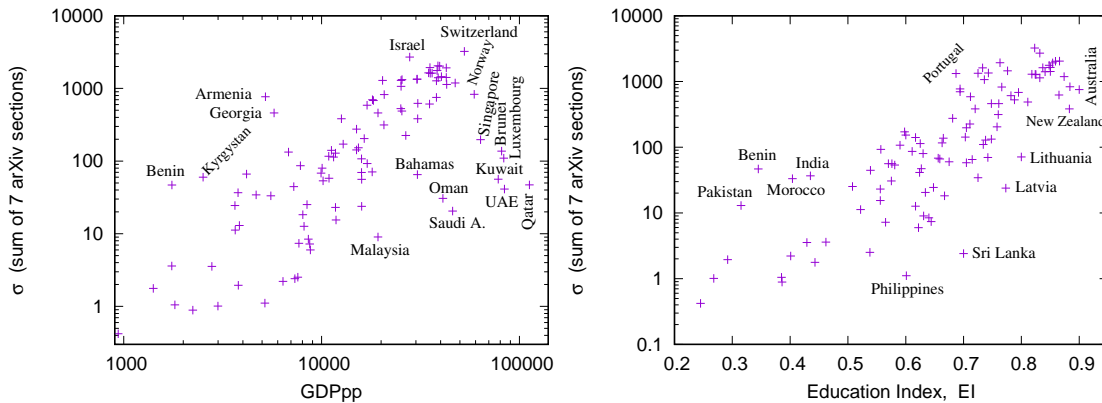 10000
1000
100
10
1
σ (sum of 7 arXiv sections)
Switzerland
Israel
Norway
Armenia
Georgia
Singapore
Brunei
Luxembourg
Kyrgystan
Benin
Bahamas
Kuwait
Oman
UAE
Saudi A.
Qatar
Malaysia
1000
10000
100000
GDPpp
10000
1000
100
10
1
0.1
σ (sum of 7 arXiv sections)
Portugal
Australia
New Zealand
Benin
India
Lithuania
Pakistan
Morocco
Latvia
Sri Lanka
Philippines
0.2 0.3 0.4 0.5 0.6 0.7 0.8 0.9
Education Index, EI